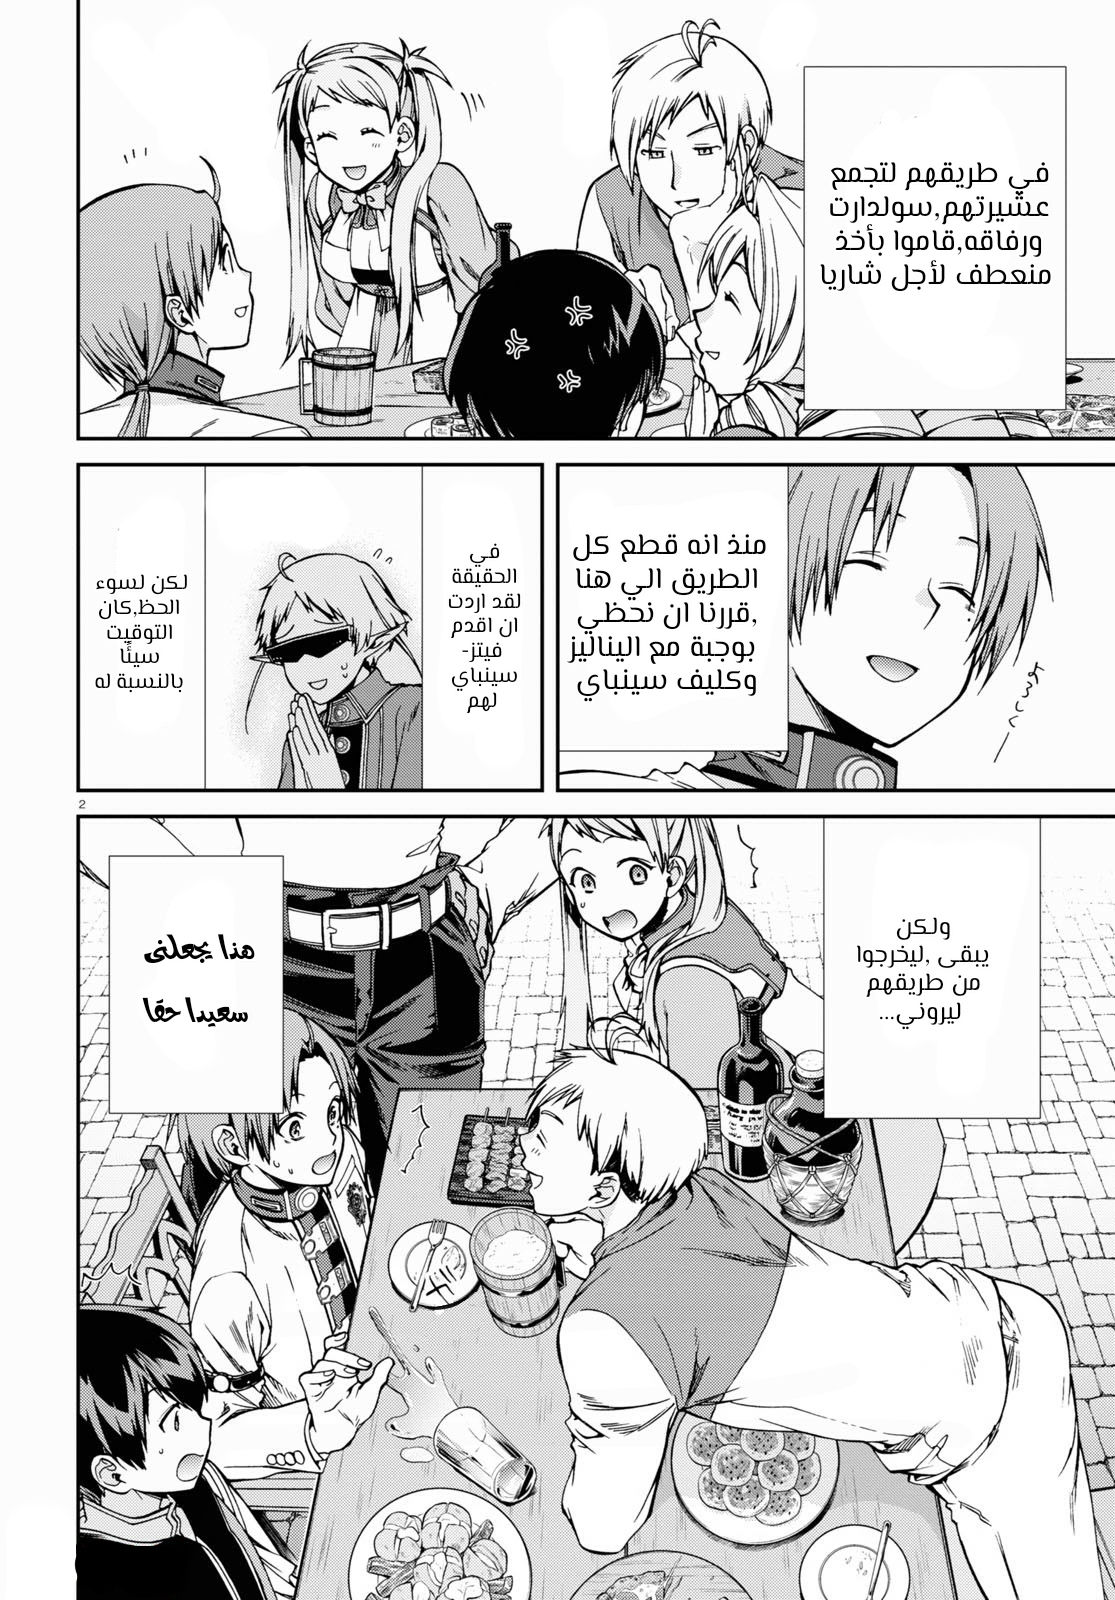 في طريقهم لتجمع
عشيرتهم,سولدارت
ورفاقه,قاموا بأخذ
منعطف لأجل شاريا
منذ انه قطع كل
الطريق الي هنا
,قررنا ان نحظي
بوجبة مع اليناليز
وكليف سينباي
في
الحقيقة
لقد اردت
ان اقدم
فيتز-
سينباي
لهم
لكن لسوء
الحظ,كان
التوقيت
سيئًا
بالنسبة له
2
ولكن
يبقى ,ليخرجوا
من طريقهم
ليروني...
هذا يجعلني
سعيدا حقا